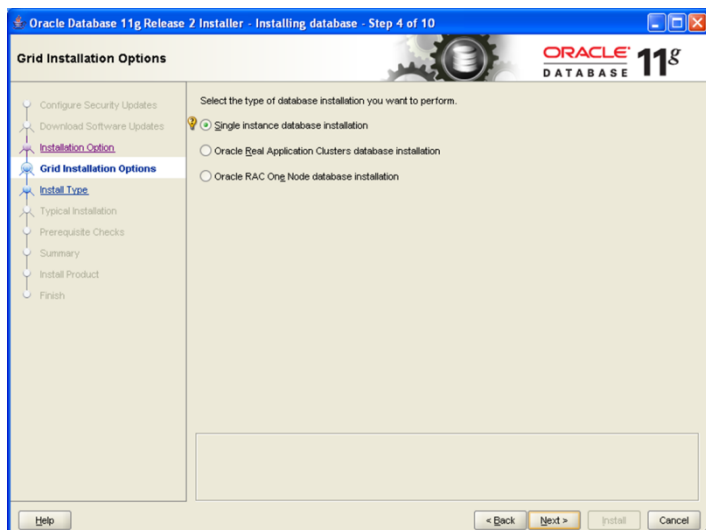 Oracle Database 11g Release 2 Installer - Installing database - Step 4 of 10
Grid Installation Options
ORACLE
DATABASE
11g
Configure Security Updates
Download Software Updates
Installation Option
Grid Installation Options
Install Type
Typical Installation
Prerequisite Checks
Summary
Install Product
Finish
Select the type of database installation you want to perform.
Single instance database installation
Oracle Real Application Clusters database installation
Oracle RAC One Node database installation
Help
< Back
Next >
Install
Cancel